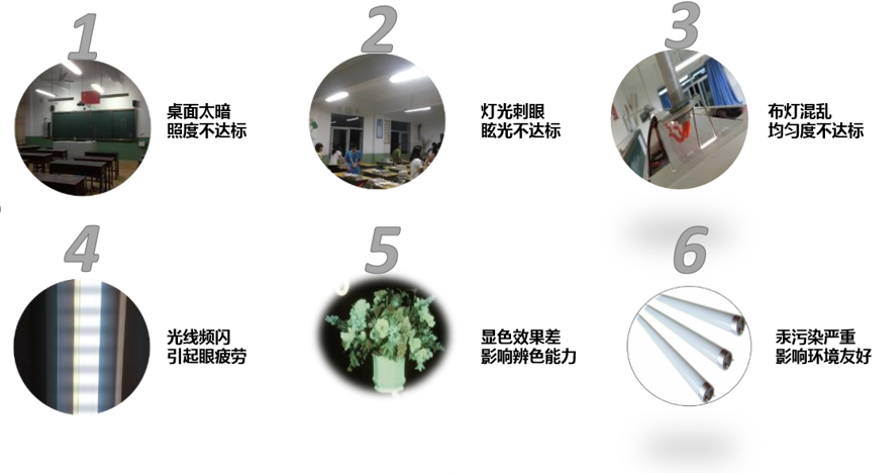 1
桌面太暗
照度不达标
2
灯光刺眼
眩光不达标
3
布灯混乱
均匀度不达标
4
光线频闪
引起眼疲劳
5
显色效果差
影响辨色能力
6
汞污染严重
影响环境友好